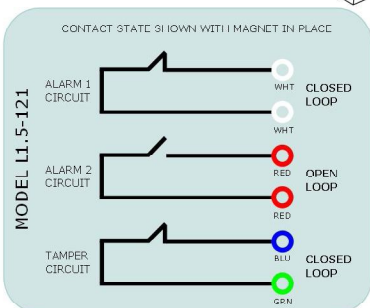 CONTACT STATE SHOWN WITH MAGNET IN PLACE
MODEL L1.5-121
ALARM 1
CIRCUIT
WHT
WHT
CLOSED
LOOP
ALARM 2
CIRCUIT
RED
RED
OPEN
LOOP
TAMPER
CIRCUIT
BLU
GRN
CLOSED
LOOP